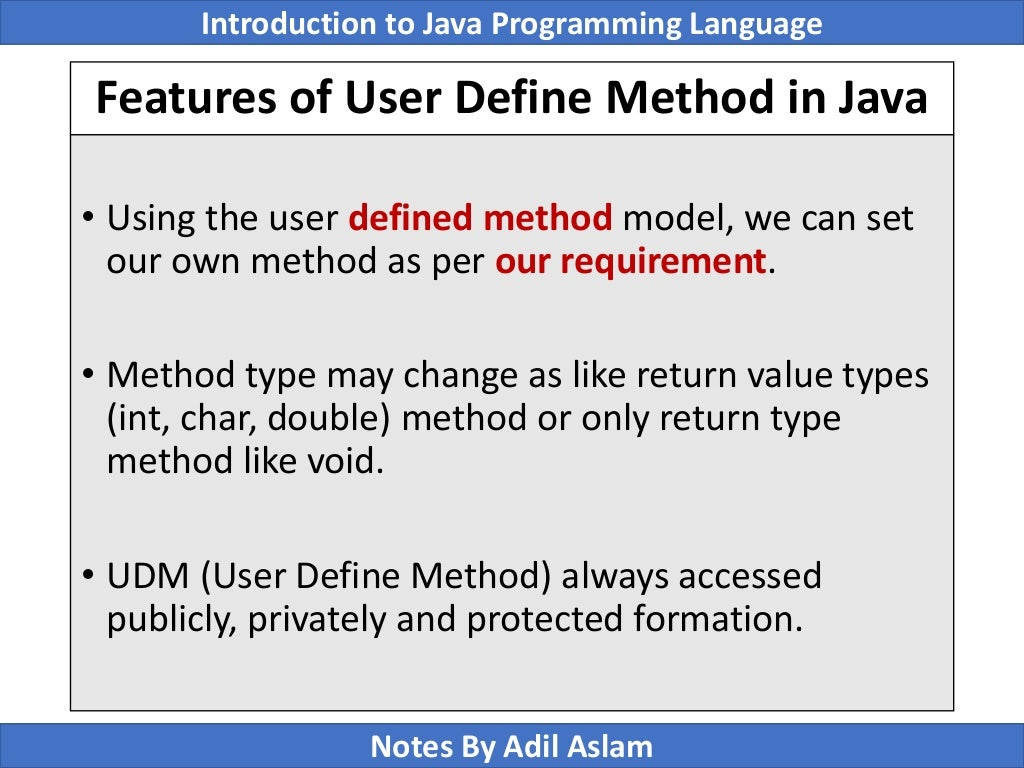 Introduction to Java Programming Language
Features of User Define Method in Java
• Using the user defined method model, we can set
our own method as per our requirement.
• Method type may change as like return value types
(int, char, double) method or only return type
method like void.
• UDM (User Define Method) always accessed
publicly, privately and protected formation.
Notes By Adil Aslam